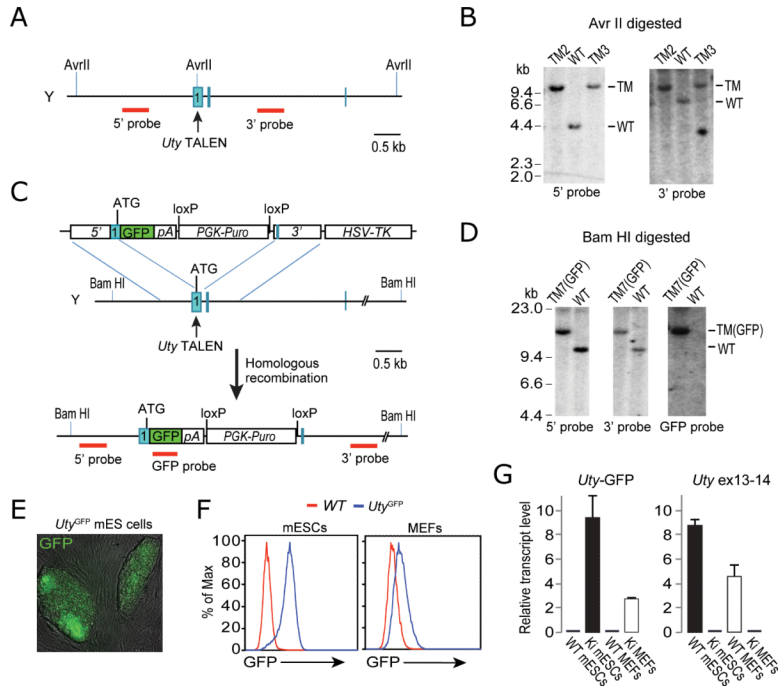 A
AvrII
AvrII
AvrII
Y
1
5' probe
3' probe
Uty TALEN
0.5 kb
B
Avr II digested
TM2
WT
TM3
TM2
WT
TM3
kb
9.4
6.6
4.4
2.3
2.0
TM
WT
TM
WT
5' probe
3' probe
C
ATG
loxP
loxP
5'
1
GFP
pA
PGK-Puro
3'
HSV-TK
ATG
Bam HI
Bam HI
Y
1
Uty TALEN
0.5 kb
Homologous
recombination
ATG
loxP
loxP
Bam HI
Bam HI
1
GFP
pA
PGK-Puro
5' probe
GFP probe
3' probe
D
Bam HI digested
TM7(GFP)
WT
TM7(GFP)
WT
TM7(GFP)
WT
kb
23.0
9.4
6.6
4.4
TM(GFP)
WT
5' probe
3' probe
GFP probe
E
UtyGFP mES cells
GFP
F
WT
UtyGFP
mESCs
MEFs
% of Max
100
80
60
40
20
0
GFP
GFP
G
Uty-GFP
Uty ex13-14
Relative transcript level
10
8
6
4
2
0
10
8
6
4
2
0
WT mESCs
Ki mESCs
WT MEFs
Ki MEFs
WT mESCs
Ki mESCs
WT MEFs
Ki MEFs